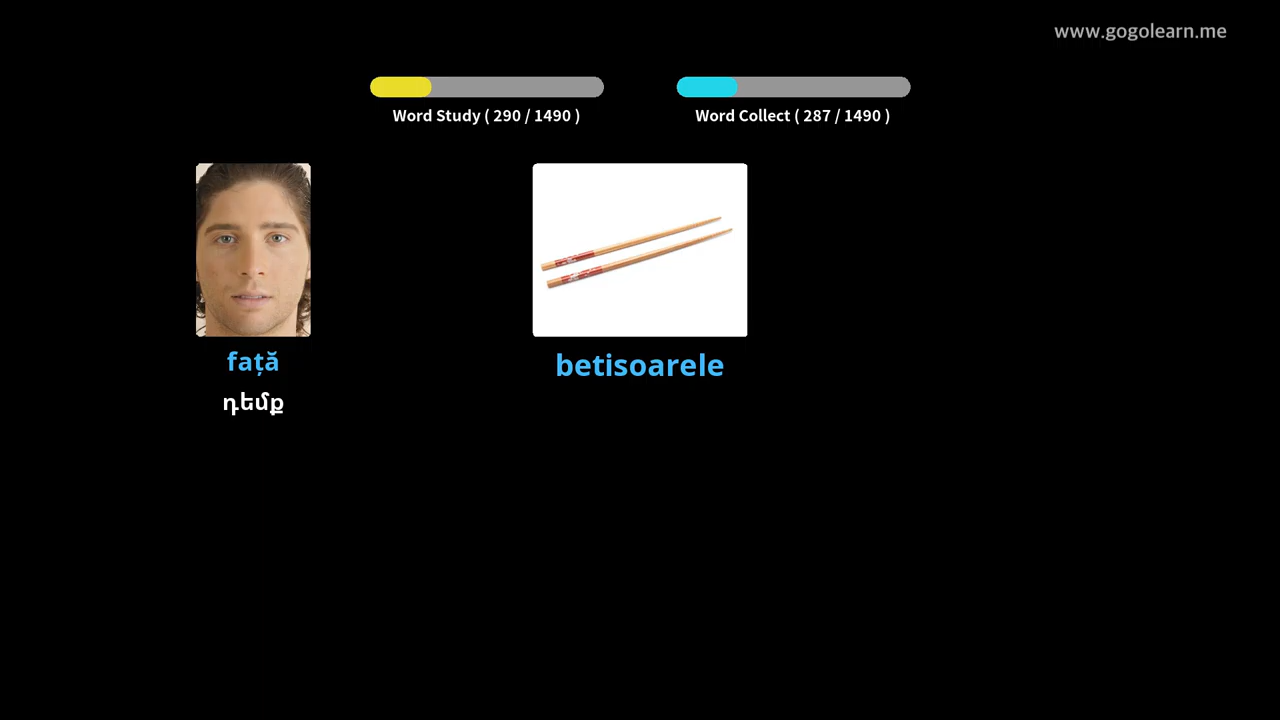 www.gogolearn.me
Word Study ( 290 / 1490 )
Word Collect ( 287 / 1490 )
față
դեմք
betisoarele